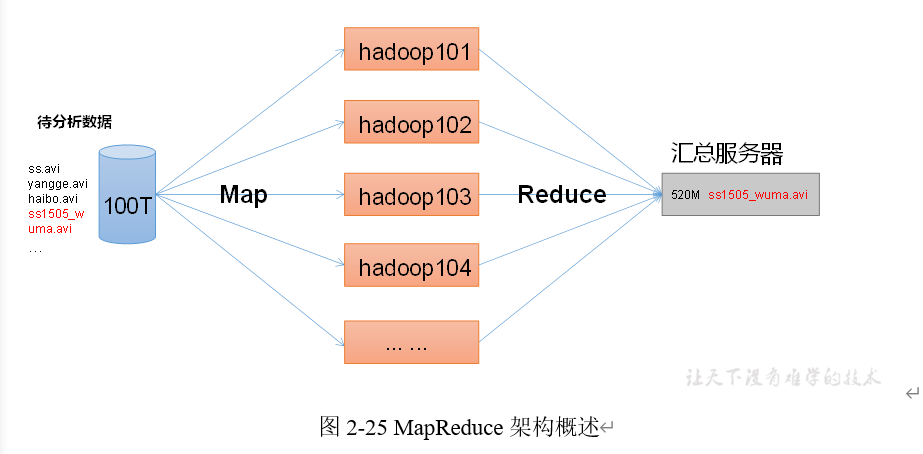 待分析数据
ss.avi
yangge.avi
haibo.avi
ss1505_w
uma.avi
…
100T
Map
hadoop101
hadoop102
hadoop103
hadoop104
... ...
Reduce
汇总服务器
520M ss1505_wuma.avi
让天下没有难学的技术
图 2-25 MapReduce 架构概述